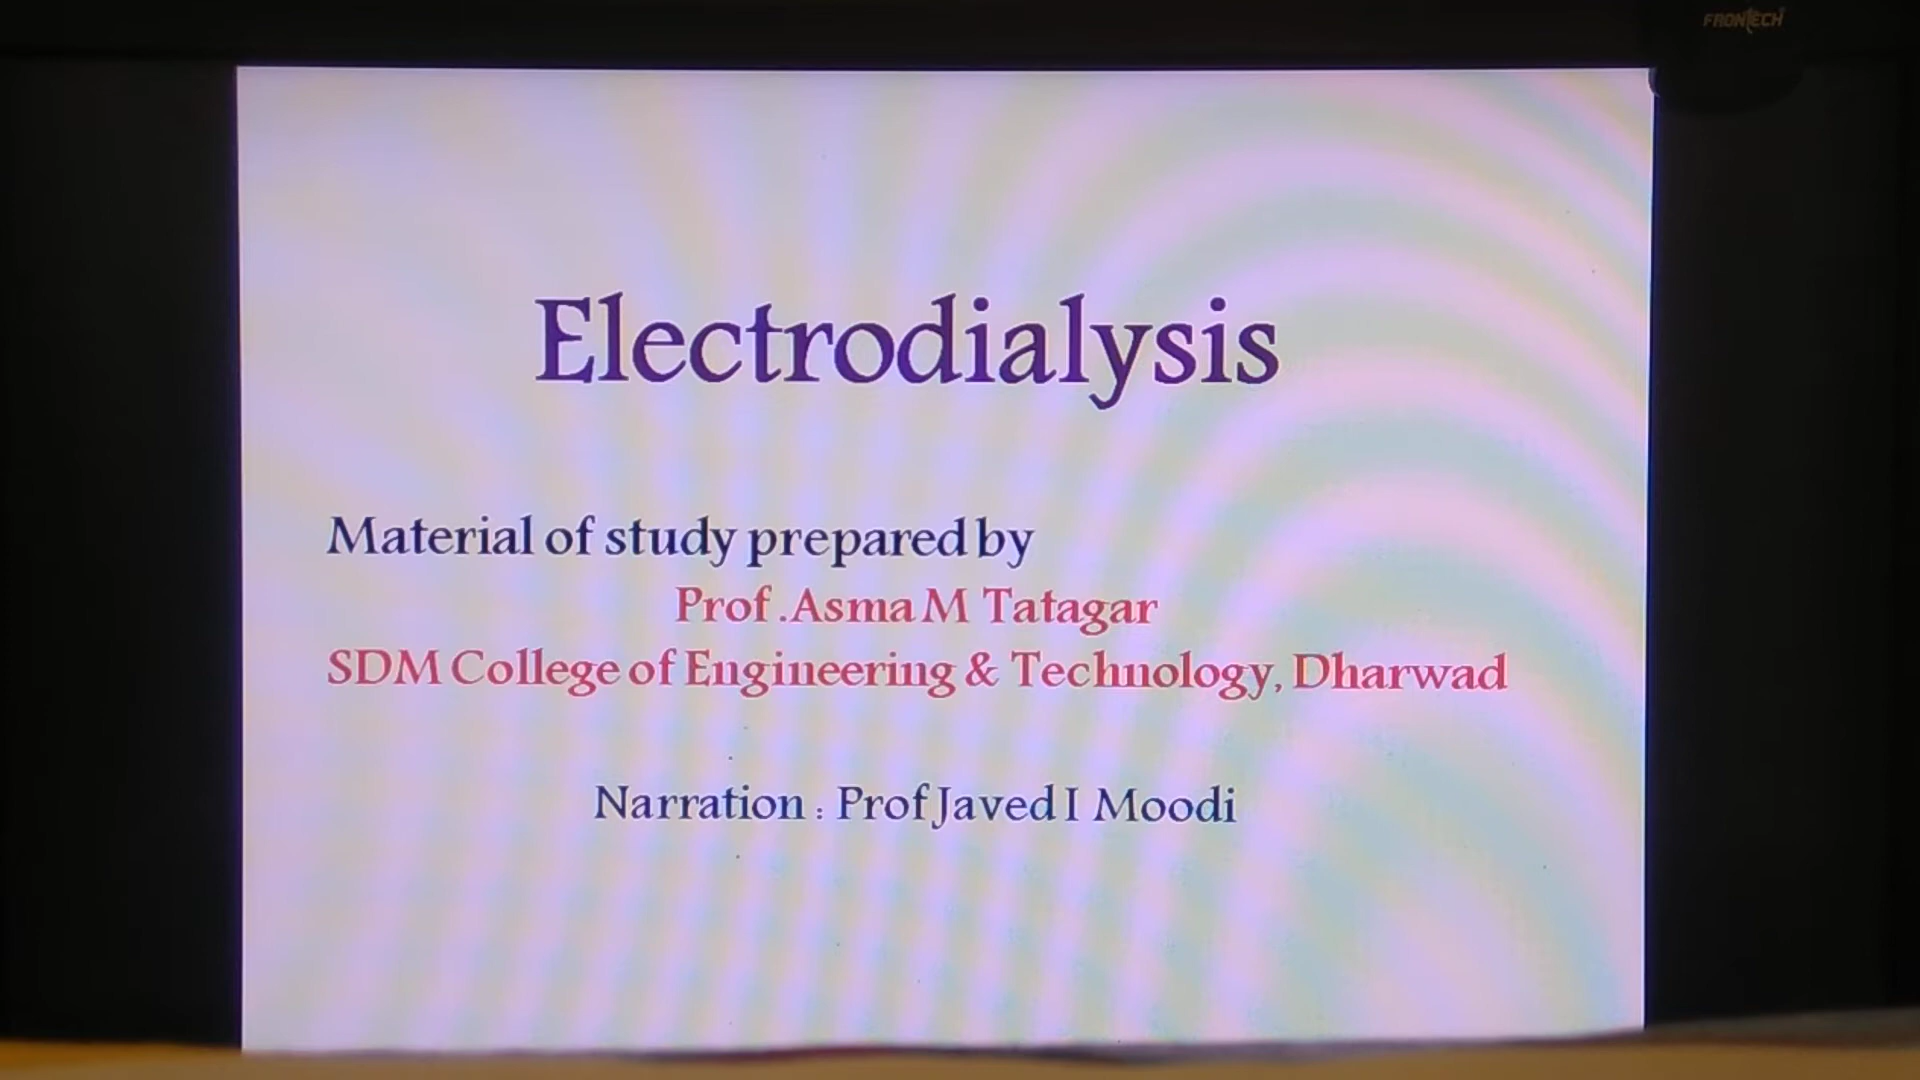 FRONTECH
Electrodialysis
Material of study prepared by
Prof .Asma M Tatagar
SDM College of Engineering & Technology, Dharwad
Narration : Prof Javed I Moodi